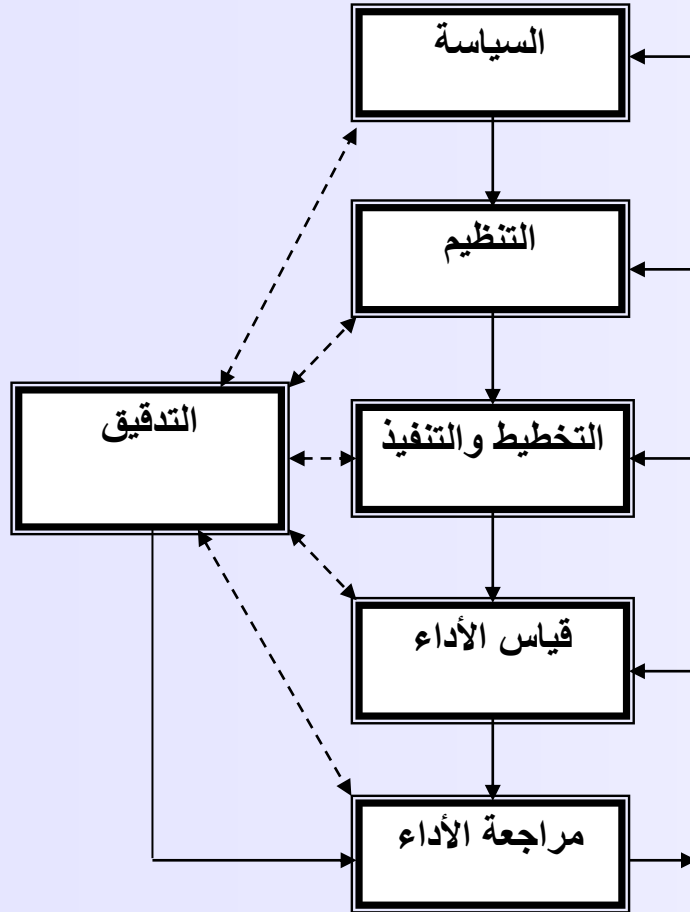 السياسة
التنظيم
التدقيق
التخطيط والتنفيذ
قياس الأداء
مراجعة الأداء